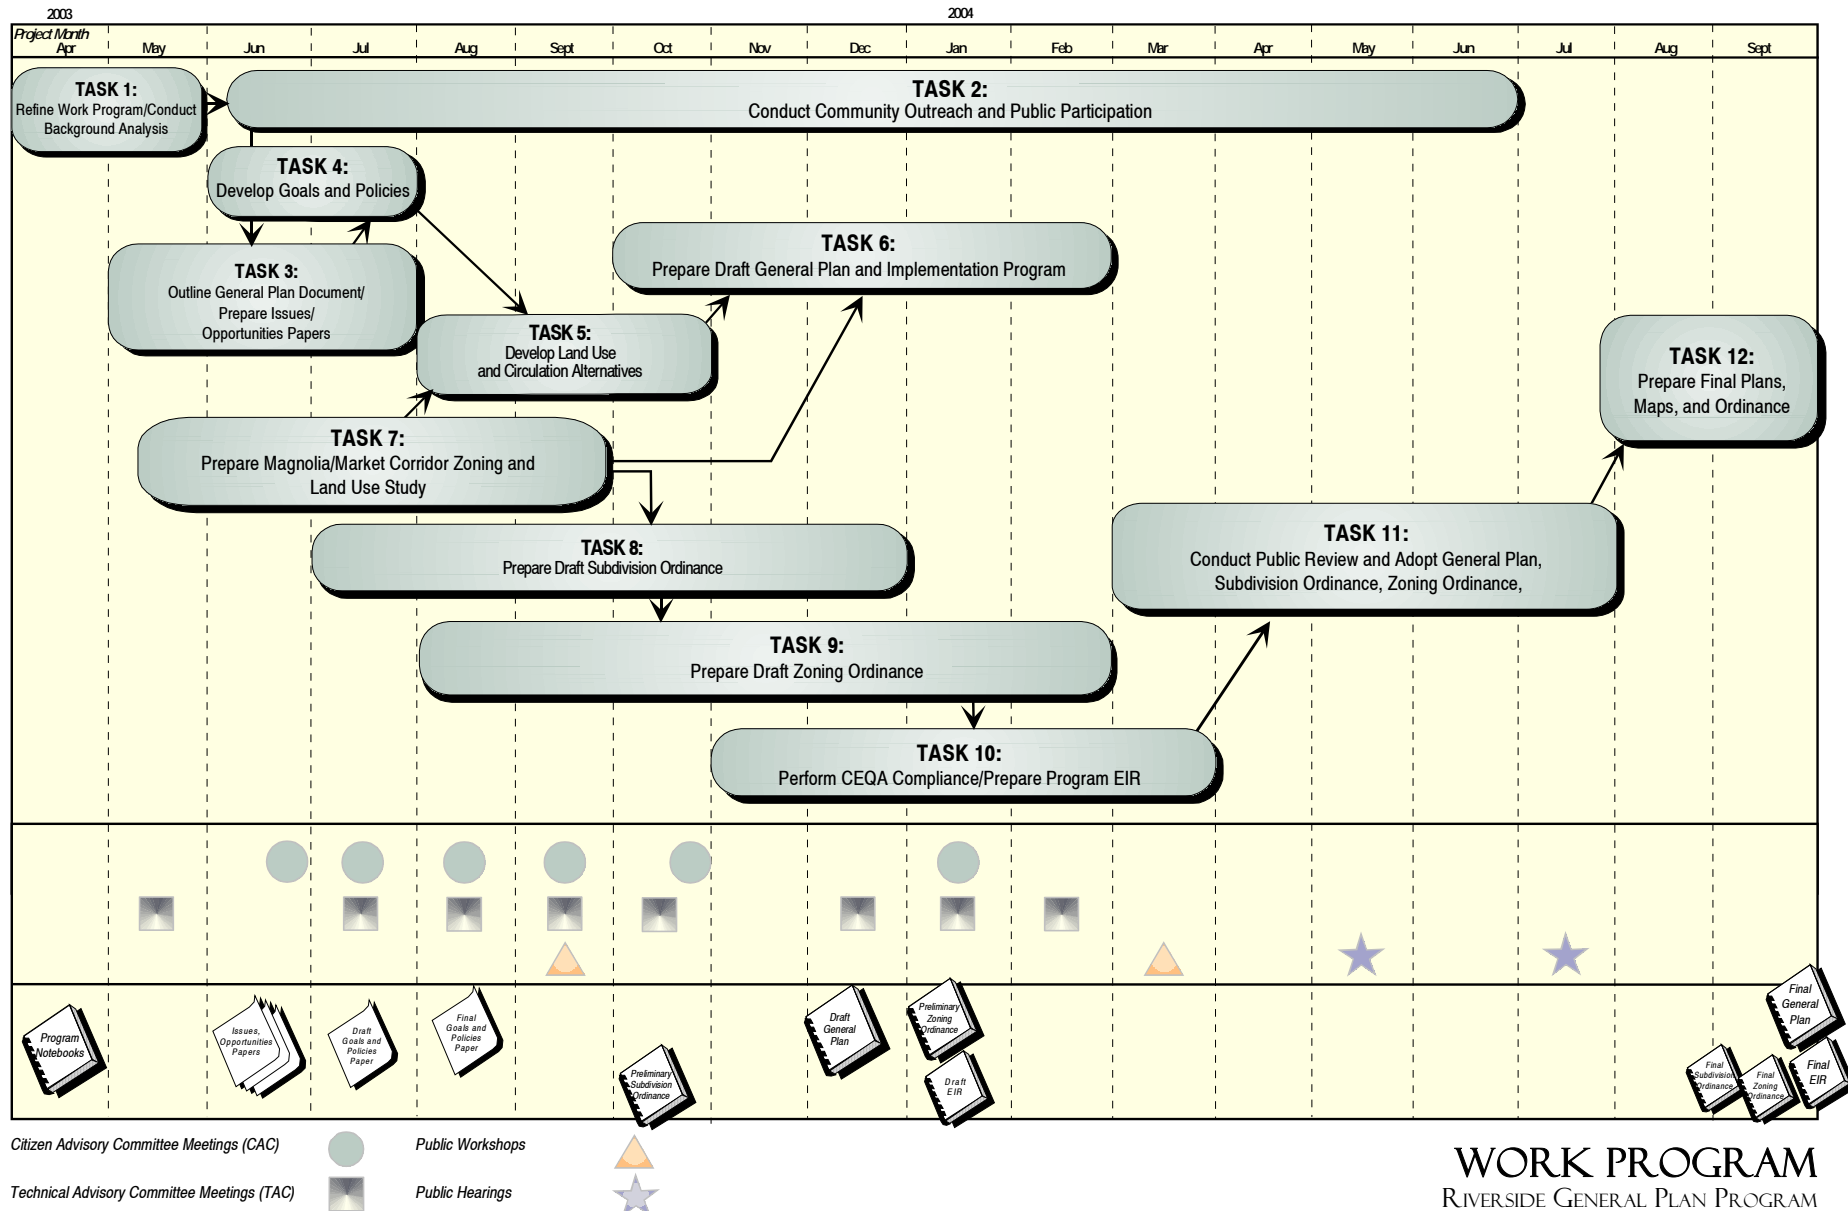 2003
2004
Project Month
Apr
May
Jun
Jul
Aug
Sept
Oct
Nov
Dec
Jan
Feb
Mar
Apr
May
Jun
Jul
Aug
Sept
TASK 1:
Refine Work Program/Conduct
Background Analysis
TASK 2:
Conduct Community Outreach and Public Participation
TASK 4:
Develop Goals and Policies
TASK 3:
Outline General Plan Document/
Prepare Issues/
Opportunities Papers
TASK 6:
Prepare Draft General Plan and Implementation Program
TASK 5:
Develop Land Use
and Circulation Alternatives
TASK 12:
Prepare Final Plans,
Maps, and Ordinance
TASK 7:
Prepare Magnolia/Market Corridor Zoning and
Land Use Study
TASK 8:
Prepare Draft Subdivision Ordinance
TASK 11:
Conduct Public Review and Adopt General Plan,
Subdivision Ordinance, Zoning Ordinance,
TASK 9:
Prepare Draft Zoning Ordinance
TASK 10:
Perform CEQA Compliance/Prepare Program EIR
Program
Notebooks
Issues,
Opportunities
Papers
Draft
Goals and
Policies
Paper
Final
Goals and
Policies
Paper
Preliminary
Subdivision
Ordinance
Draft
General
Plan
Preliminary
Zoning
Ordinance
Draft
EIR
Final
General
Plan
Final
Subdivision
Ordinance
Final
Zoning
Ordinance
Final
EIR
Citizen Advisory Committee Meetings (CAC)
Public Workshops
Technical Advisory Committee Meetings (TAC)
Public Hearings
WORK PROGRAM
RIVERSIDE GENERAL PLAN PROGRAM